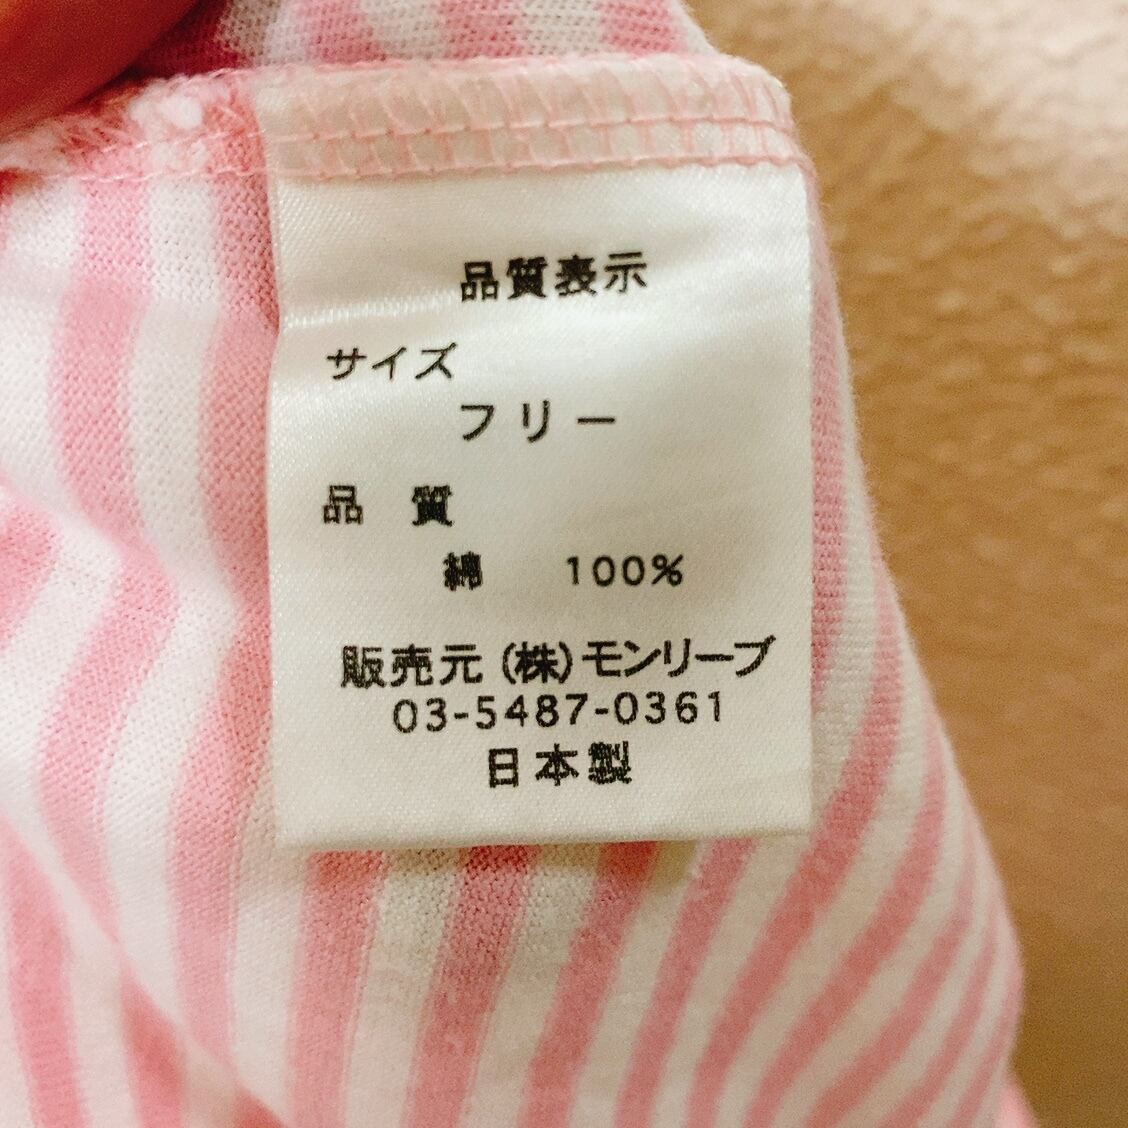 品質表示
サイズ
フリー
品 質
綿 100%
販売元 (株)モンリーブ
03-5487-0361
日本製